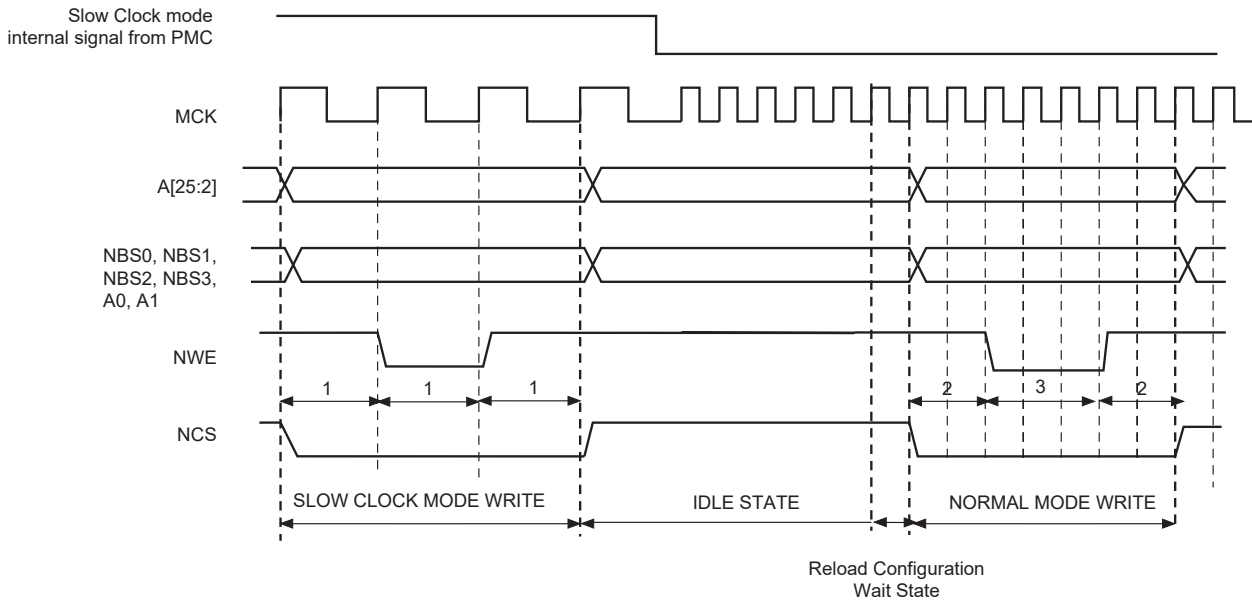 Slow Clock mode
internal signal from PMC
MCK
A[25:2]
NBS0, NBS1,
NBS2, NBS3,
A0, A1
NWE
1 1 1 2 3 2
NCS
SLOW CLOCK MODE WRITE IDLE STATE NORMAL MODE WRITE
Reload Configuration
Wait State